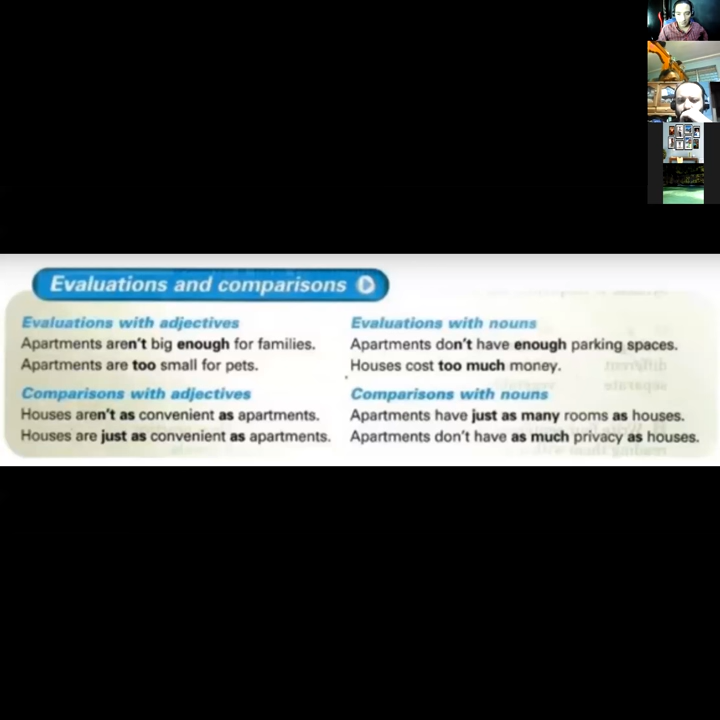 Evaluations and comparisons
Evaluations with adjectives
Apartments aren't big enough for families.
Apartments are too small for pets.
Comparisons with adjectives
Houses aren't as convenient as apartments.
Houses are just as convenient as apartments.
Evaluations with nouns
Apartments don't have enough parking spaces.
Houses cost too much money.
Comparisons with nouns
Apartments have just as many rooms as houses.
Apartments don't have as much privacy as houses.